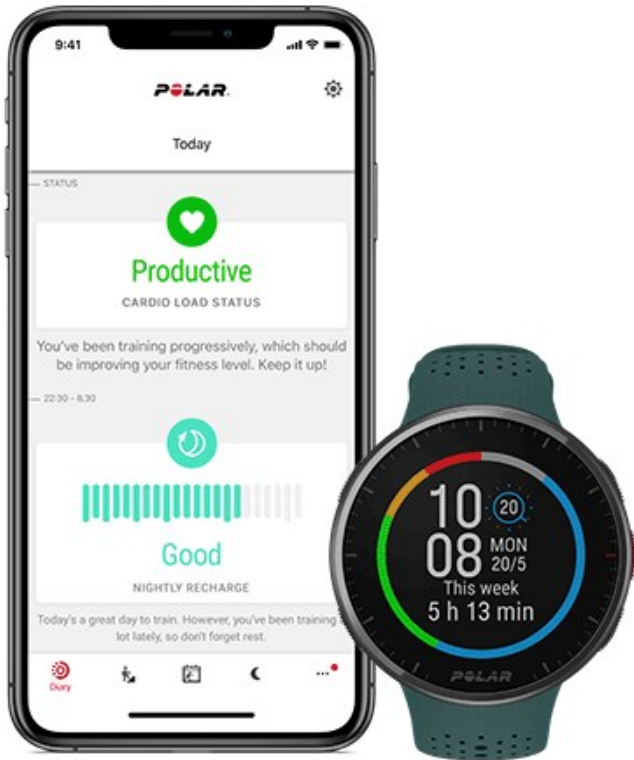 9:41
POLAR
Today
STATUS
Productive
CARDIO LOAD STATUS
You've been training progressively, which should
be improving your fitness level. Keep it up!
22:30 - 8.30
Good
NIGHTLY RECHARGE
Today's a great day to train. However, you've been training
lot lately, so don't forget rest.
Diary
10
08
20
MON
20/5
This week
5 h 13 min
POLAR